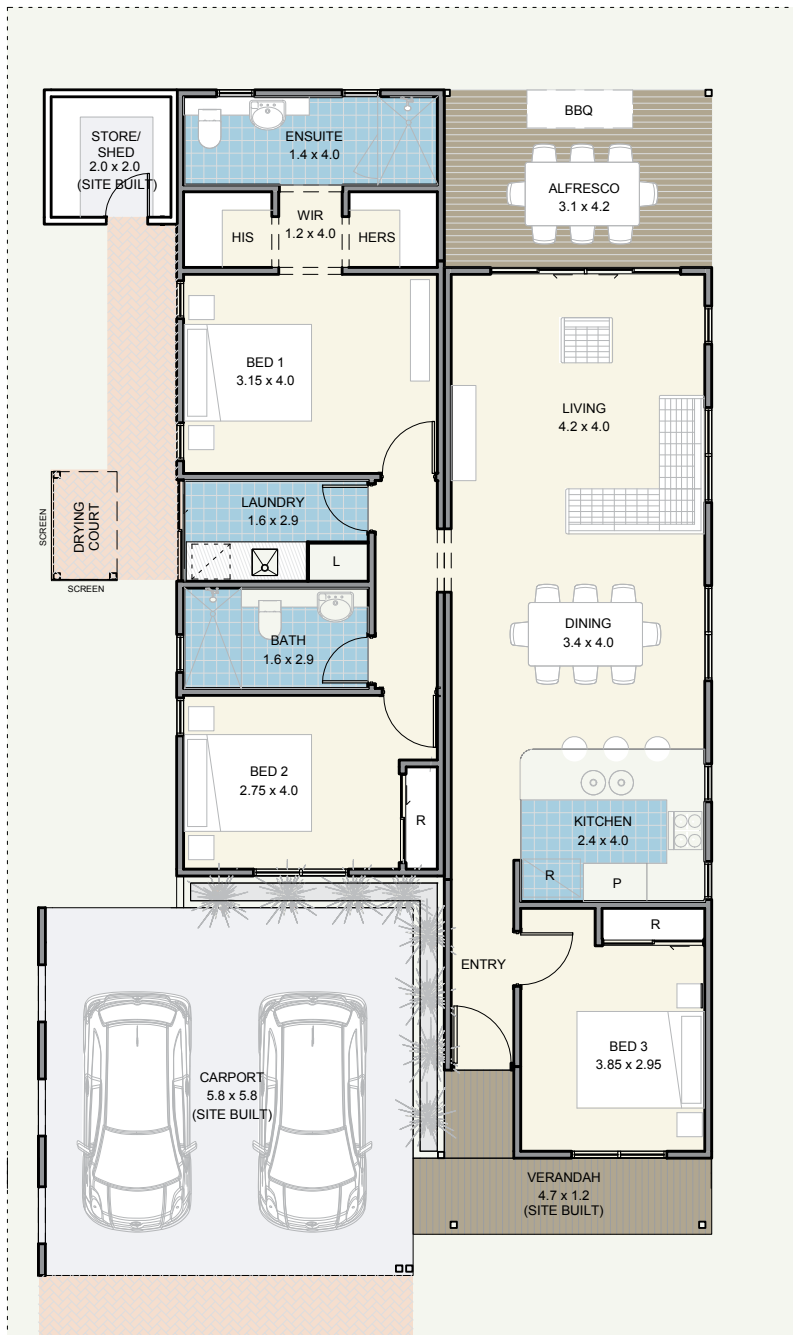 BBQ
STORE/
SHED
2.0 x 2.0
(SITE BUILT)
ENSUITE
1.4 x 4.0
ALFRESCO
3.1 x 4.2
HIS
WIR
1.2 x 4.0
HERS
BED 1
3.15 x 4.0
LIVING
4.2 x 4.0
LAUNDRY
1.6 x 2.9
L
SCREEN
DRYING
COURT
SCREEN
BATH
1.6 x 2.9
DINING
3.4 x 4.0
BED 2
2.75 x 4.0
R
KITCHEN
2.4 x 4.0
R
P
R
ENTRY
BED 3
3.85 x 2.95
CARPORT
5.8 x 5.8
(SITE BUILT)
VERANDAH
4.7 x 1.2
(SITE BUILT)